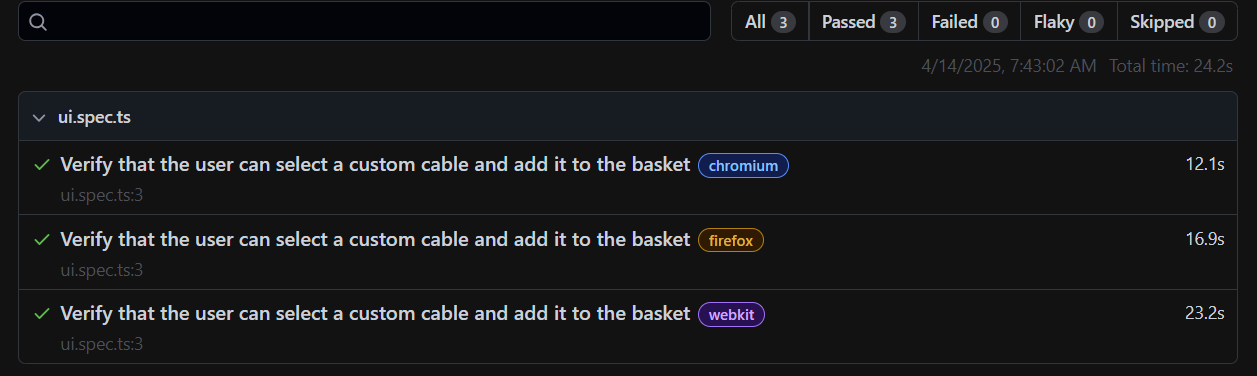 All 3 Passed 3 Failed 0 Flaky 0 Skipped 0
4/14/2025, 7:43:02 AM Total time: 24.2s
ui.spec.ts
Verify that the user can select a custom cable and add it to the basket chromium 12.1s
ui.spec.ts:3
Verify that the user can select a custom cable and add it to the basket firefox 16.9s
ui.spec.ts:3
Verify that the user can select a custom cable and add it to the basket webkit 23.2s
ui.spec.ts:3